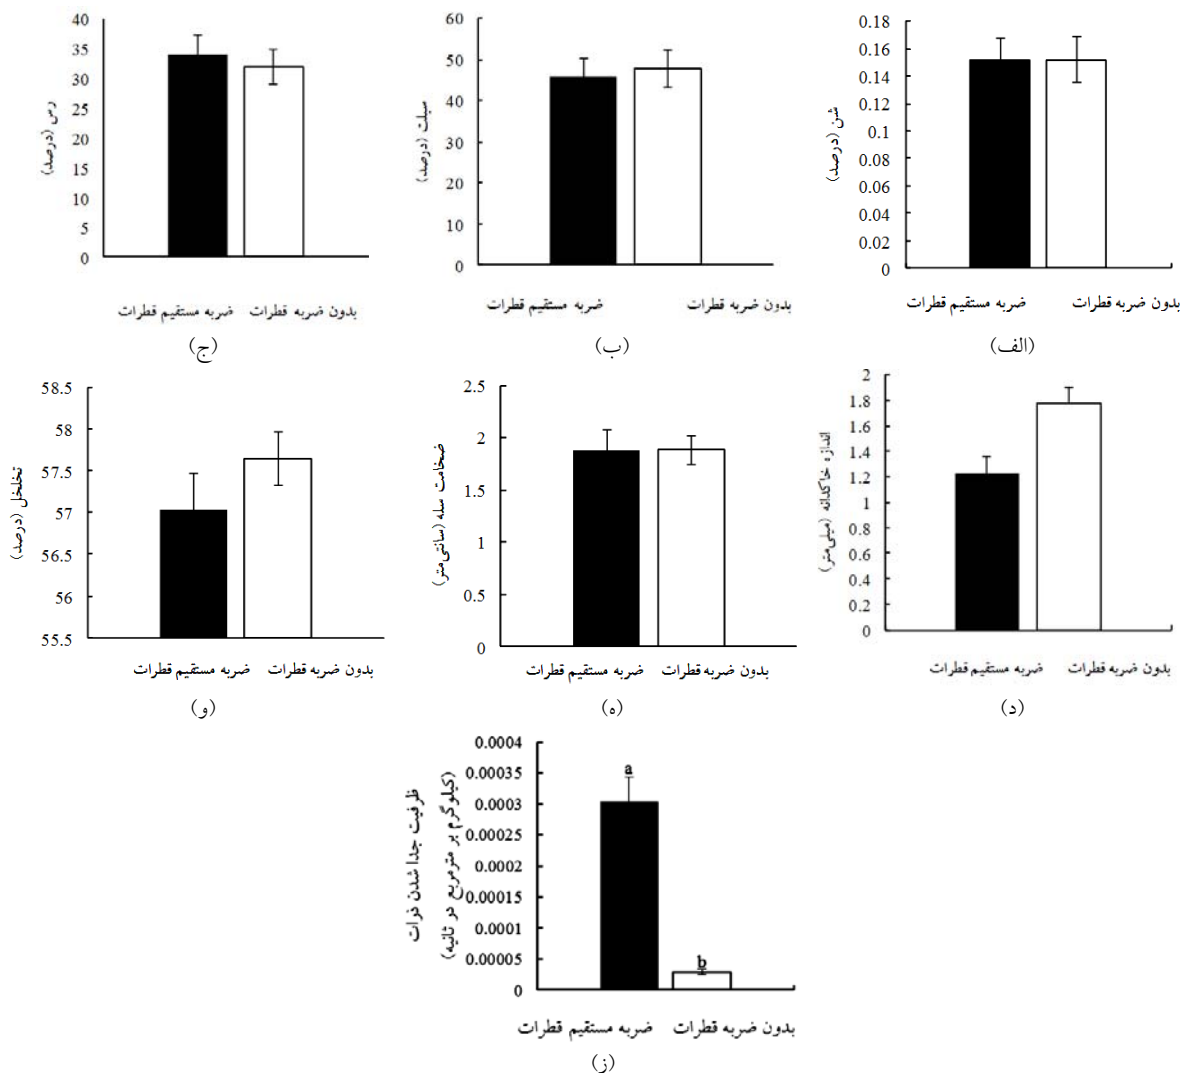 0.18
0.16
0.14
0.12
0.1
0.08
0.06
0.04
0.02
0
شن (درصد)
ضربه مستقیم قطرات
بدون ضربه قطرات
(الف)
60
50
40
30
20
10
0
سیلت (درصد)
ضربه مستقیم قطرات
بدون ضربه قطرات
(ب)
40
35
30
25
20
15
10
5
0
رس (درصد)
ضربه مستقیم قطرات
بدون ضربه قطرات
(ج)
2
1.8
1.6
1.4
1.2
1
0.8
0.6
0.4
0.2
0
اندازه خاکدانه (میلی‌متر)
ضربه مستقیم قطرات
بدون ضربه قطرات
(د)
2.5
2
1.5
1
0.5
0
ضخامت سله (سانتی‌متر)
ضربه مستقیم قطرات
بدون ضربه قطرات
(ه)
58.5
58
57.5
57
56.5
56
55.5
تخلخل (درصد)
ضربه مستقیم قطرات
بدون ضربه قطرات
(و)
0.0004
0.00035
0.0003
0.00025
0.0002
0.00015
0.0001
0.00005
0
ظرفیت جدا شدن ذرات
(کیلوگرم بر مترمربع در ثانیه)
a
b
ضربه مستقیم قطرات
بدون ضربه قطرات
(ز)